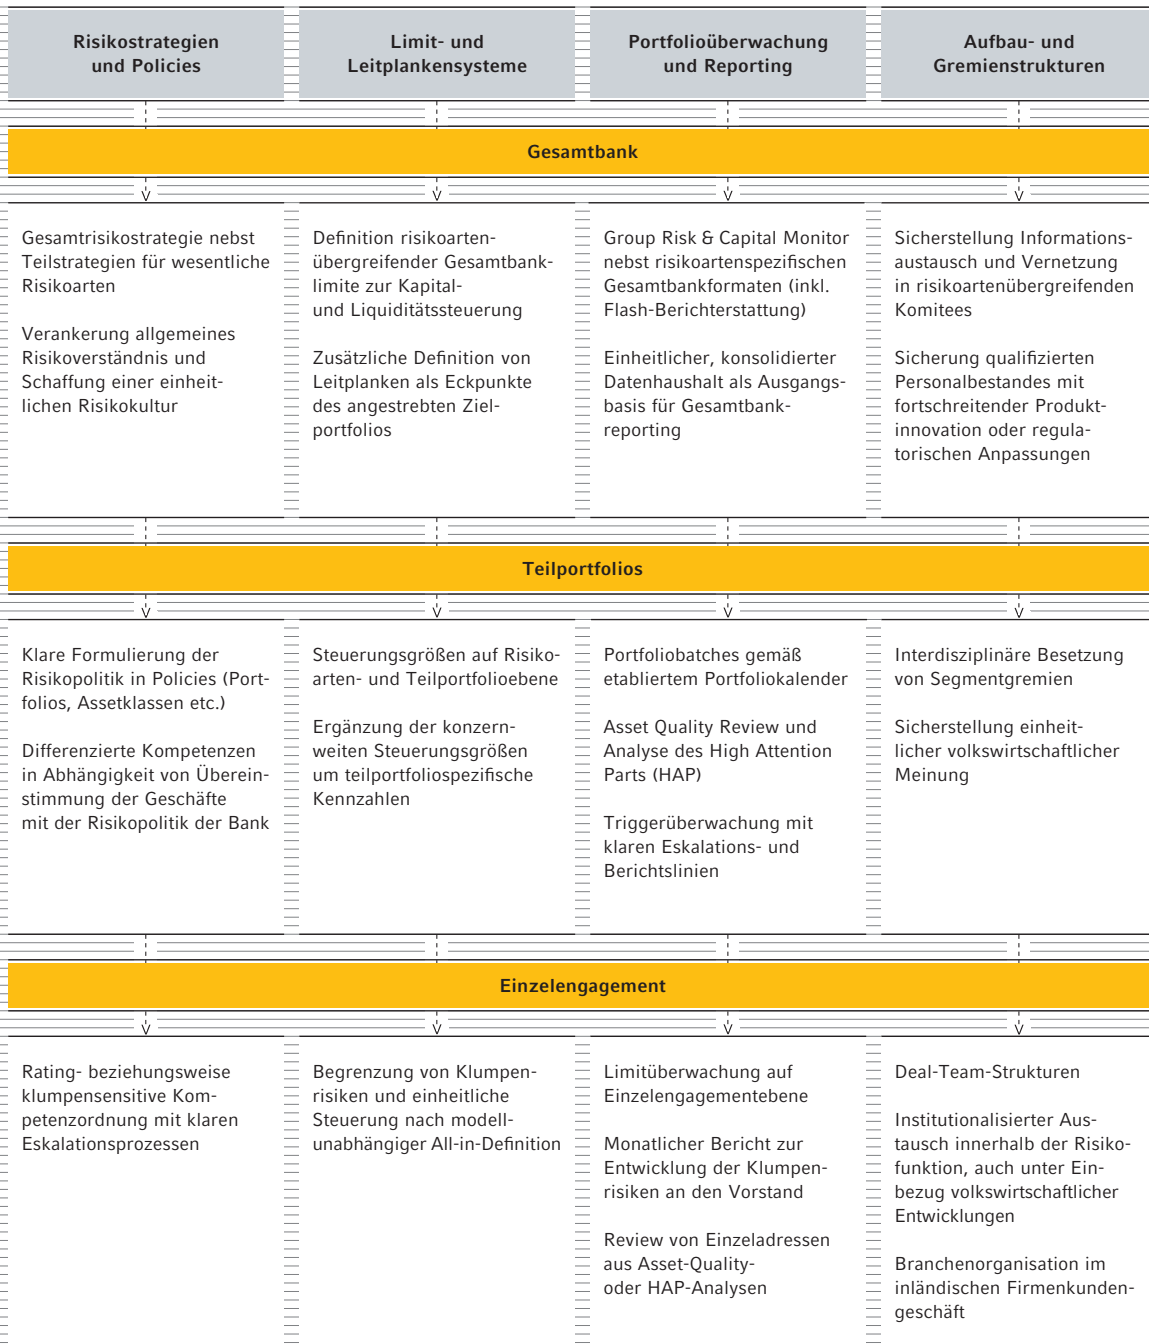 Risikostrategien
und Policies
Limit- und
Leitplankensysteme
Portfolioüberwachung
und Reporting
Aufbau- und
Gremienstrukturen
Gesamtbank
Gesamtrisikostrategie nebst
Teilstrategien für wesentliche
Risikoarten
Verankerung allgemeines
Risikoverständnis und
Schaffung einer einheit-
lichen Risikokultur
Definition risikoarten-
übergreifender Gesamtbank-
limite zur Kapital-
und Liquiditätssteuerung
Zusätzliche Definition von
Leitplanken als Eckpunkte
des angestrebten Ziel-
portfolios
Group Risk & Capital Monitor
nebst risikoartenspezifischen
Gesamtbankformaten (inkl.
Flash-Berichterstattung)
Einheitlicher, konsolidierter
Datenhaushalt als Ausgangs-
basis für Gesamtbank-
reporting
Sicherstellung Informations-
austausch und Vernetzung
in risikoartenübergreifenden
Komitees
Sicherung qualifizierten
Personalbestandes mit
fortschreitender Produkt-
innovation oder regula-
torischen Anpassungen
Teilportfolios
Klare Formulierung der
Risikopolitik in Policies (Port-
folios, Assetklassen etc.)
Differenzierte Kompetenzen
in Abhängigkeit von Überein-
stimmung der Geschäfte
mit der Risikopolitik der Bank
Steuerungsgrößen auf Risiko-
arten- und Teilportfolioebene
Ergänzung der konzern-
weiten Steuerungsgrößen
um teilportfoliospezifische
Kennzahlen
Portfoliobatches gemäß
etabliertem Portfoliokalender
Asset Quality Review und
Analyse des High Attention
Parts (HAP)
Triggerüberwachung mit
klaren Eskalations- und
Berichtslinien
Interdisziplinäre Besetzung
von Segmentgremien
Sicherstellung einheit-
licher volkswirtschaftlicher
Meinung
Einzelengagement
Rating- beziehungsweise
klumpensensitive Kom-
petenzordnung mit klaren
Eskalationsprozessen
Begrenzung von Klumpen-
risiken und einheitliche
Steuerung nach modell-
unabhängiger All-in-Definition
Limitüberwachung auf
Einzelengagementebene
Monatlicher Bericht zur
Entwicklung der Klumpen-
risiken an den Vorstand
Review von Einzeladressen
aus Asset-Quality-
oder HAP-Analysen
Deal-Team-Strukturen
Institutionalisierter Aus-
tausch innerhalb der Risiko-
funktion, auch unter Ein-
bezug volkswirtschaftlicher
Entwicklungen
Branchenorganisation im
inländischen Firmenkunden-
geschäft